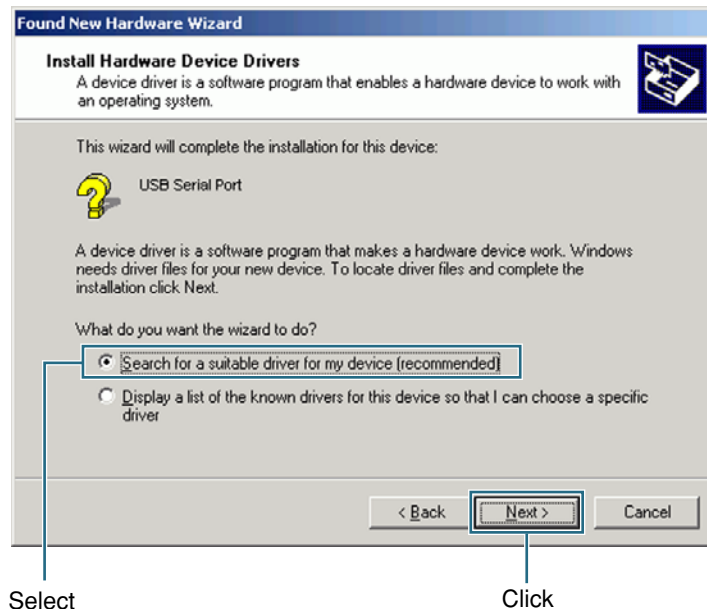 Found New Hardware Wizard
Install Hardware Device Drivers
A device driver is a software program that enables a hardware device to work with
an operating system.
This wizard will complete the installation for this device:
USB Serial Port
A device driver is a software program that makes a hardware device work. Windows
needs driver files for your new device. To locate driver files and complete the
installation click Next.
What do you want the wizard to do?
Search for a suitable driver for my device (recommended)
Display a list of the known drivers for this device so that I can choose a specific
driver
< Back
Next >
Cancel
Select
Click